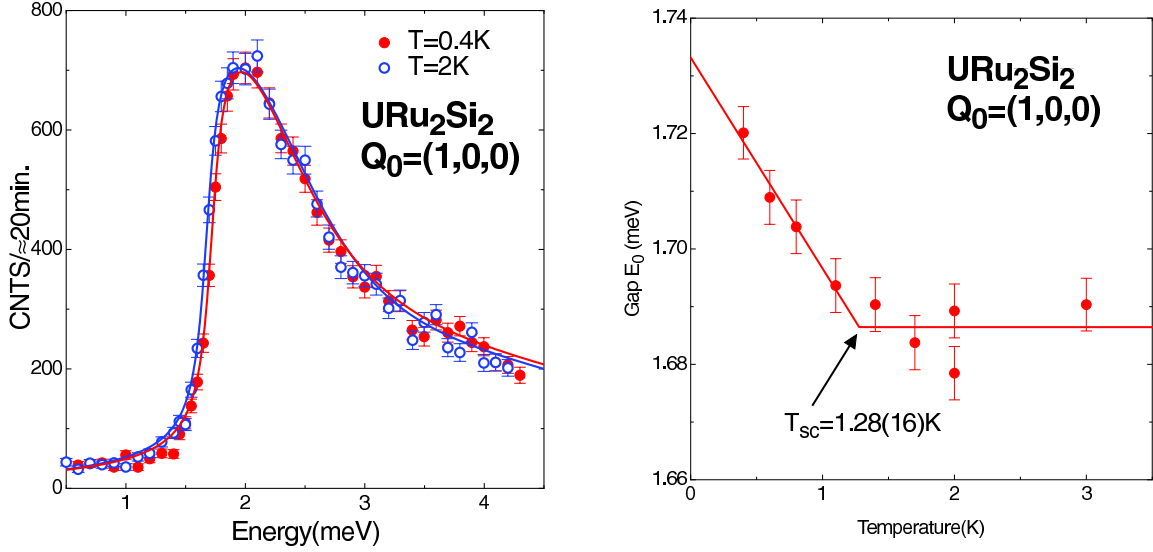 800
600
400
200
0
CNTS/≈20min.
T=0.4K
T=2K
URu2Si2
Q0=(1,0,0)
1 2 3 4
Energy(meV)
1.74
1.72
1.70
1.68
1.66
Gap E0 (meV)
URu2Si2
Q0=(1,0,0)
TSC=1.28(16)K
0 1 2 3
Temperature(K)